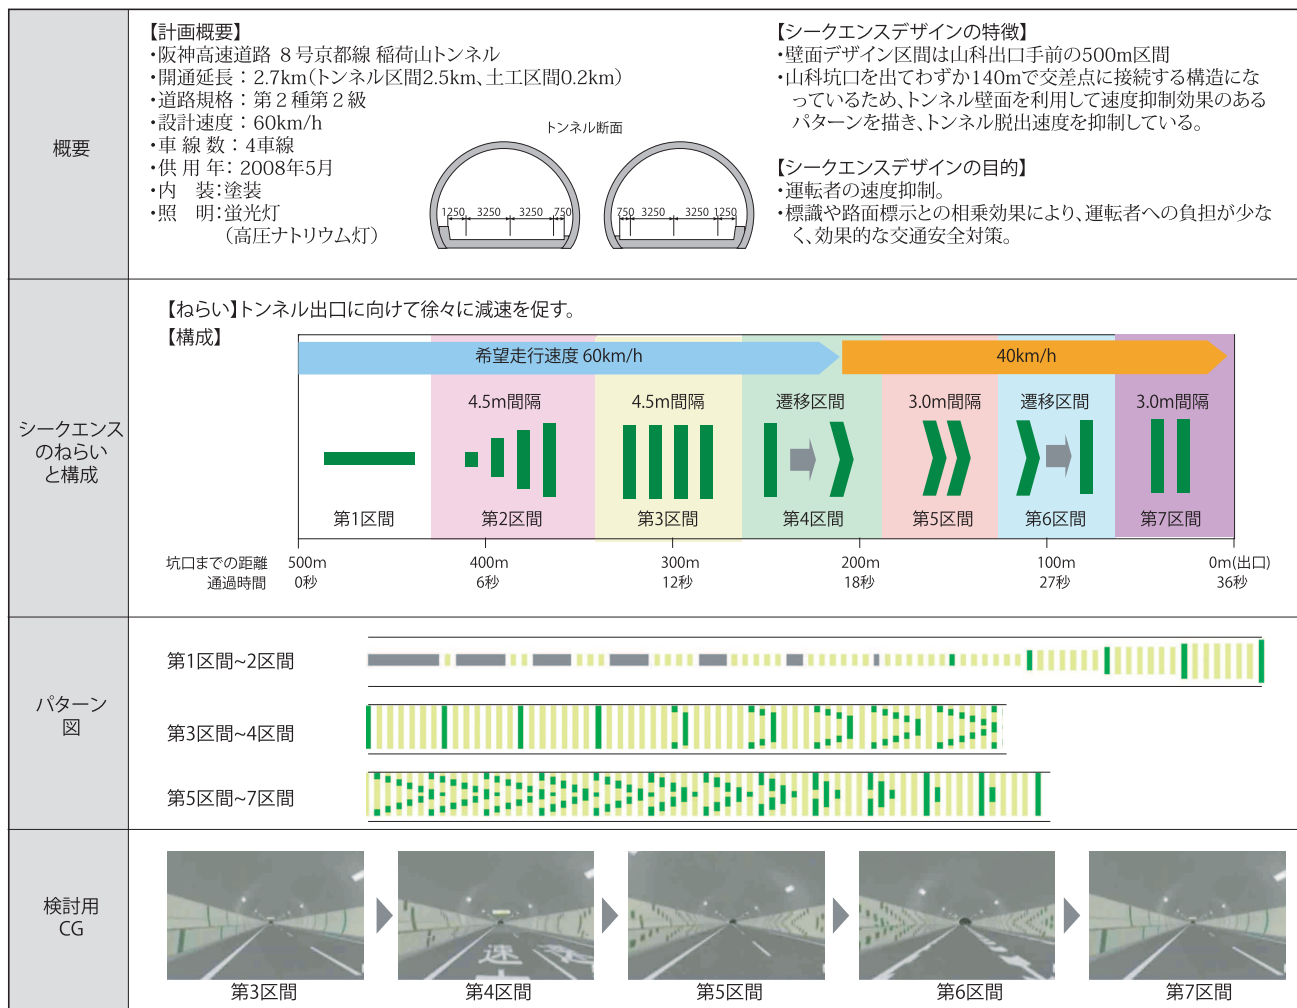 概要
【計画概要】
・阪神高速道路 8号京都線 稲荷山トンネル
・開通延長：2.7km（トンネル区間2.5km、土工区間0.2km）
・道路規格：第２種第２級
・設計速度：60km/h
・車 線 数：4車線
・供 用 年：2008年5月
・内　装：塗装
・照　明：蛍光灯
（高圧ナトリウム灯）
トンネル断面
1250 3250 3250 750
750 3250 3250 1250
【シークエンスデザインの特徴】
・壁面デザイン区間は山科出口手前の500m区間
・山科坑口を出てわずか140mで交差点に接続する構造にな
っているため、トンネル壁面を利用して速度抑制効果のある
パターンを描き、トンネル脱出速度を抑制している。
【シークエンスデザインの目的】
・運転者の速度抑制。
・標識や路面標示との相乗効果により、運転者への負担が少な
く、効果的な交通安全対策。
シークエンス
のねらい
と構成
【ねらい】トンネル出口に向けて徐々に減速を促す。
【構成】
希望走行速度 60km/h
40km/h
4.5m間隔 4.5m間隔 遷移区間 3.0m間隔 遷移区間 3.0m間隔
第1区間 第2区間 第3区間 第4区間 第5区間 第6区間 第7区間
坑口までの距離 500m 400m 300m 200m 100m 0m(出口)
通過時間 0秒 6秒 12秒 18秒 27秒 36秒
パターン
図
第1区間~2区間
第3区間~4区間
第5区間~7区間
検討用
CG
速
第3区間 第4区間 第5区間 第6区間 第7区間